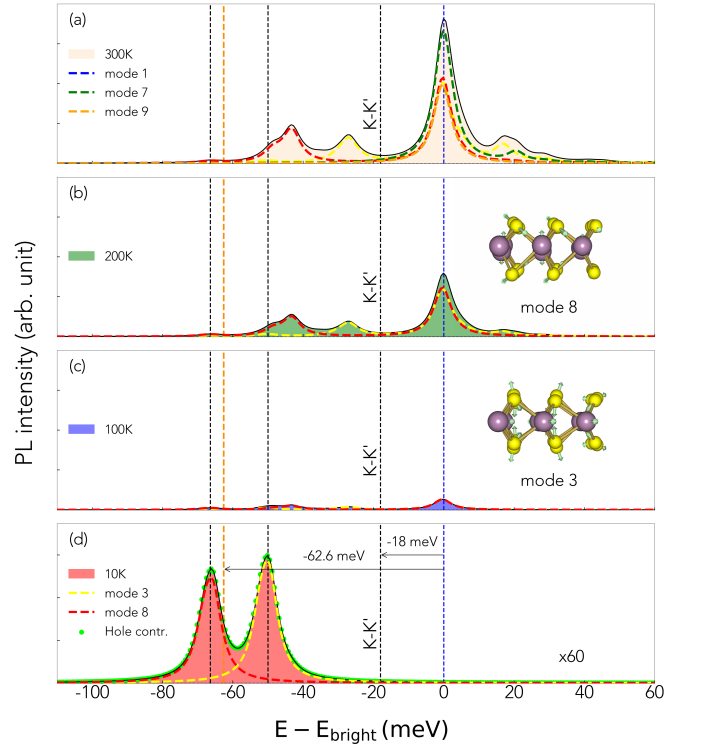 (a)
300K
mode 1
mode 7
mode 9
K-K'
(b)
200K
K-K'
mode 8
(c)
100K
K-K'
mode 3
(d)
10K
mode 3
mode 8
Hole contr.
-62.6 meV
-18 meV
K-K'
x60
-100 -80 -60 -40 -20 0 20 40 60
E − Ebright (meV)
PL intensity (arb. unit)